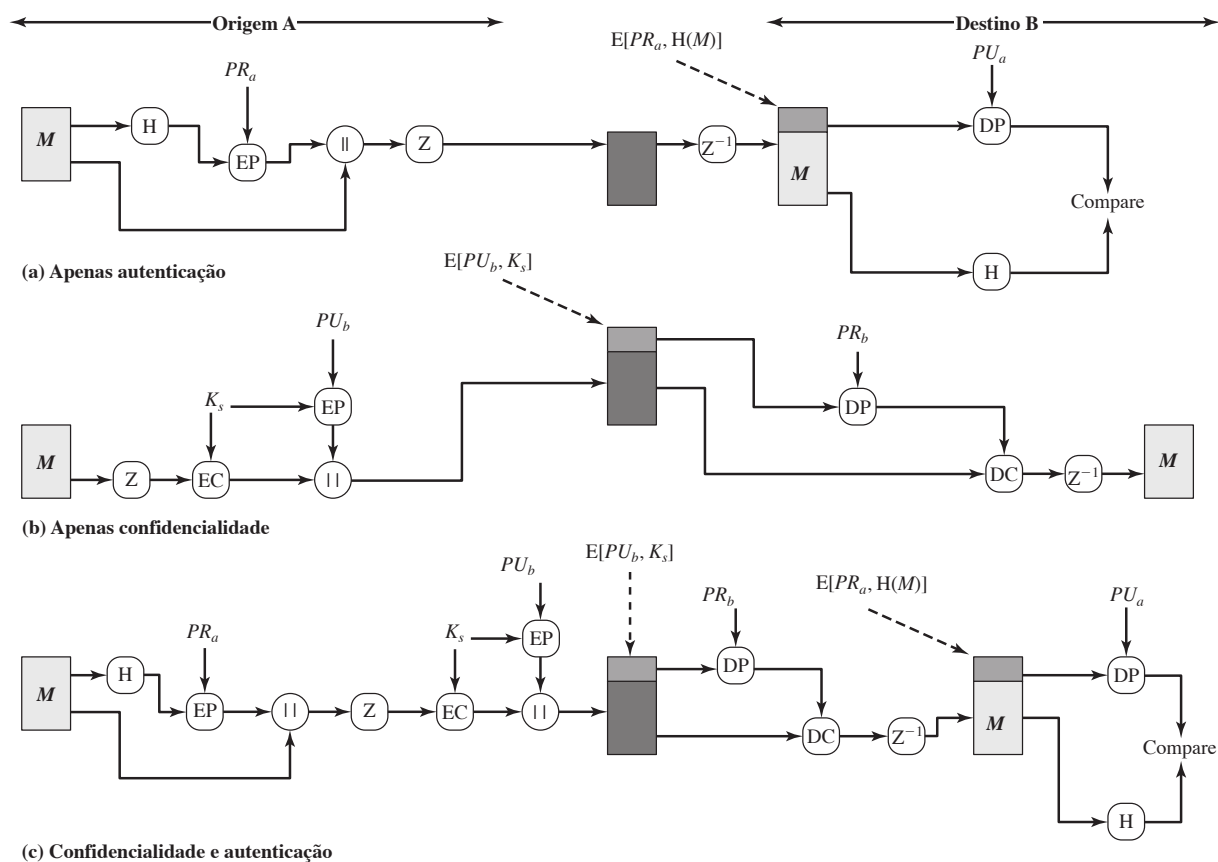 Origem A
Destino B
E[PRa, H(M)]
PUa
PRa
M
H
EP
||
Z
Z−1
M
DP
Compare
H
(a) Apenas autenticação
E[PUb, Ks]
PUb
PRb
Ks
EP
DP
M
Z
EC
||
DC
Z−1
M
(b) Apenas confidencialidade
E[PUb, Ks]
PUb
PRb
E[PRa, H(M)]
PUa
PRa
Ks
EP
M
H
EP
||
Z
EC
||
DP
DC
Z−1
M
DP
Compare
H
(c) Confidencialidade e autenticação